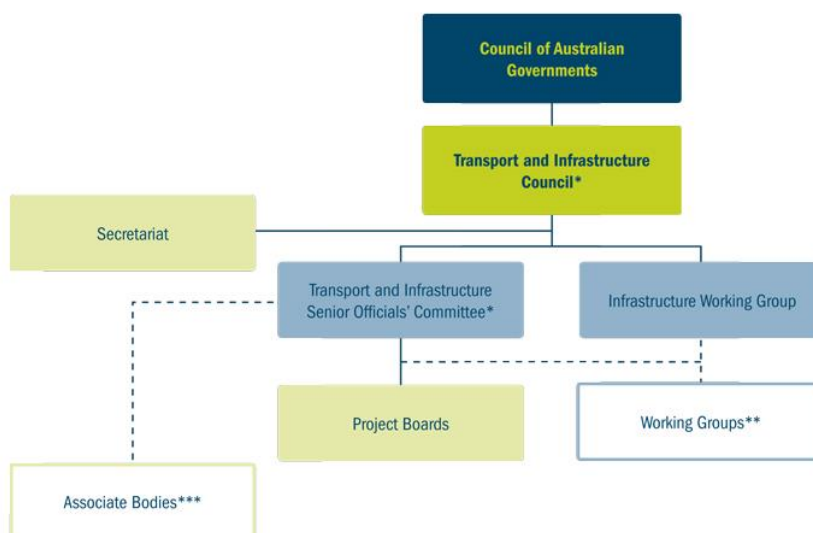 Council of Australian
Governments
Transport and Infrastructure
Council*
Secretariat
Transport and Infrastructure
Senior Officials' Committee*
Infrastructure Working Group
Project Boards
Working Groups**
Associate Bodies***